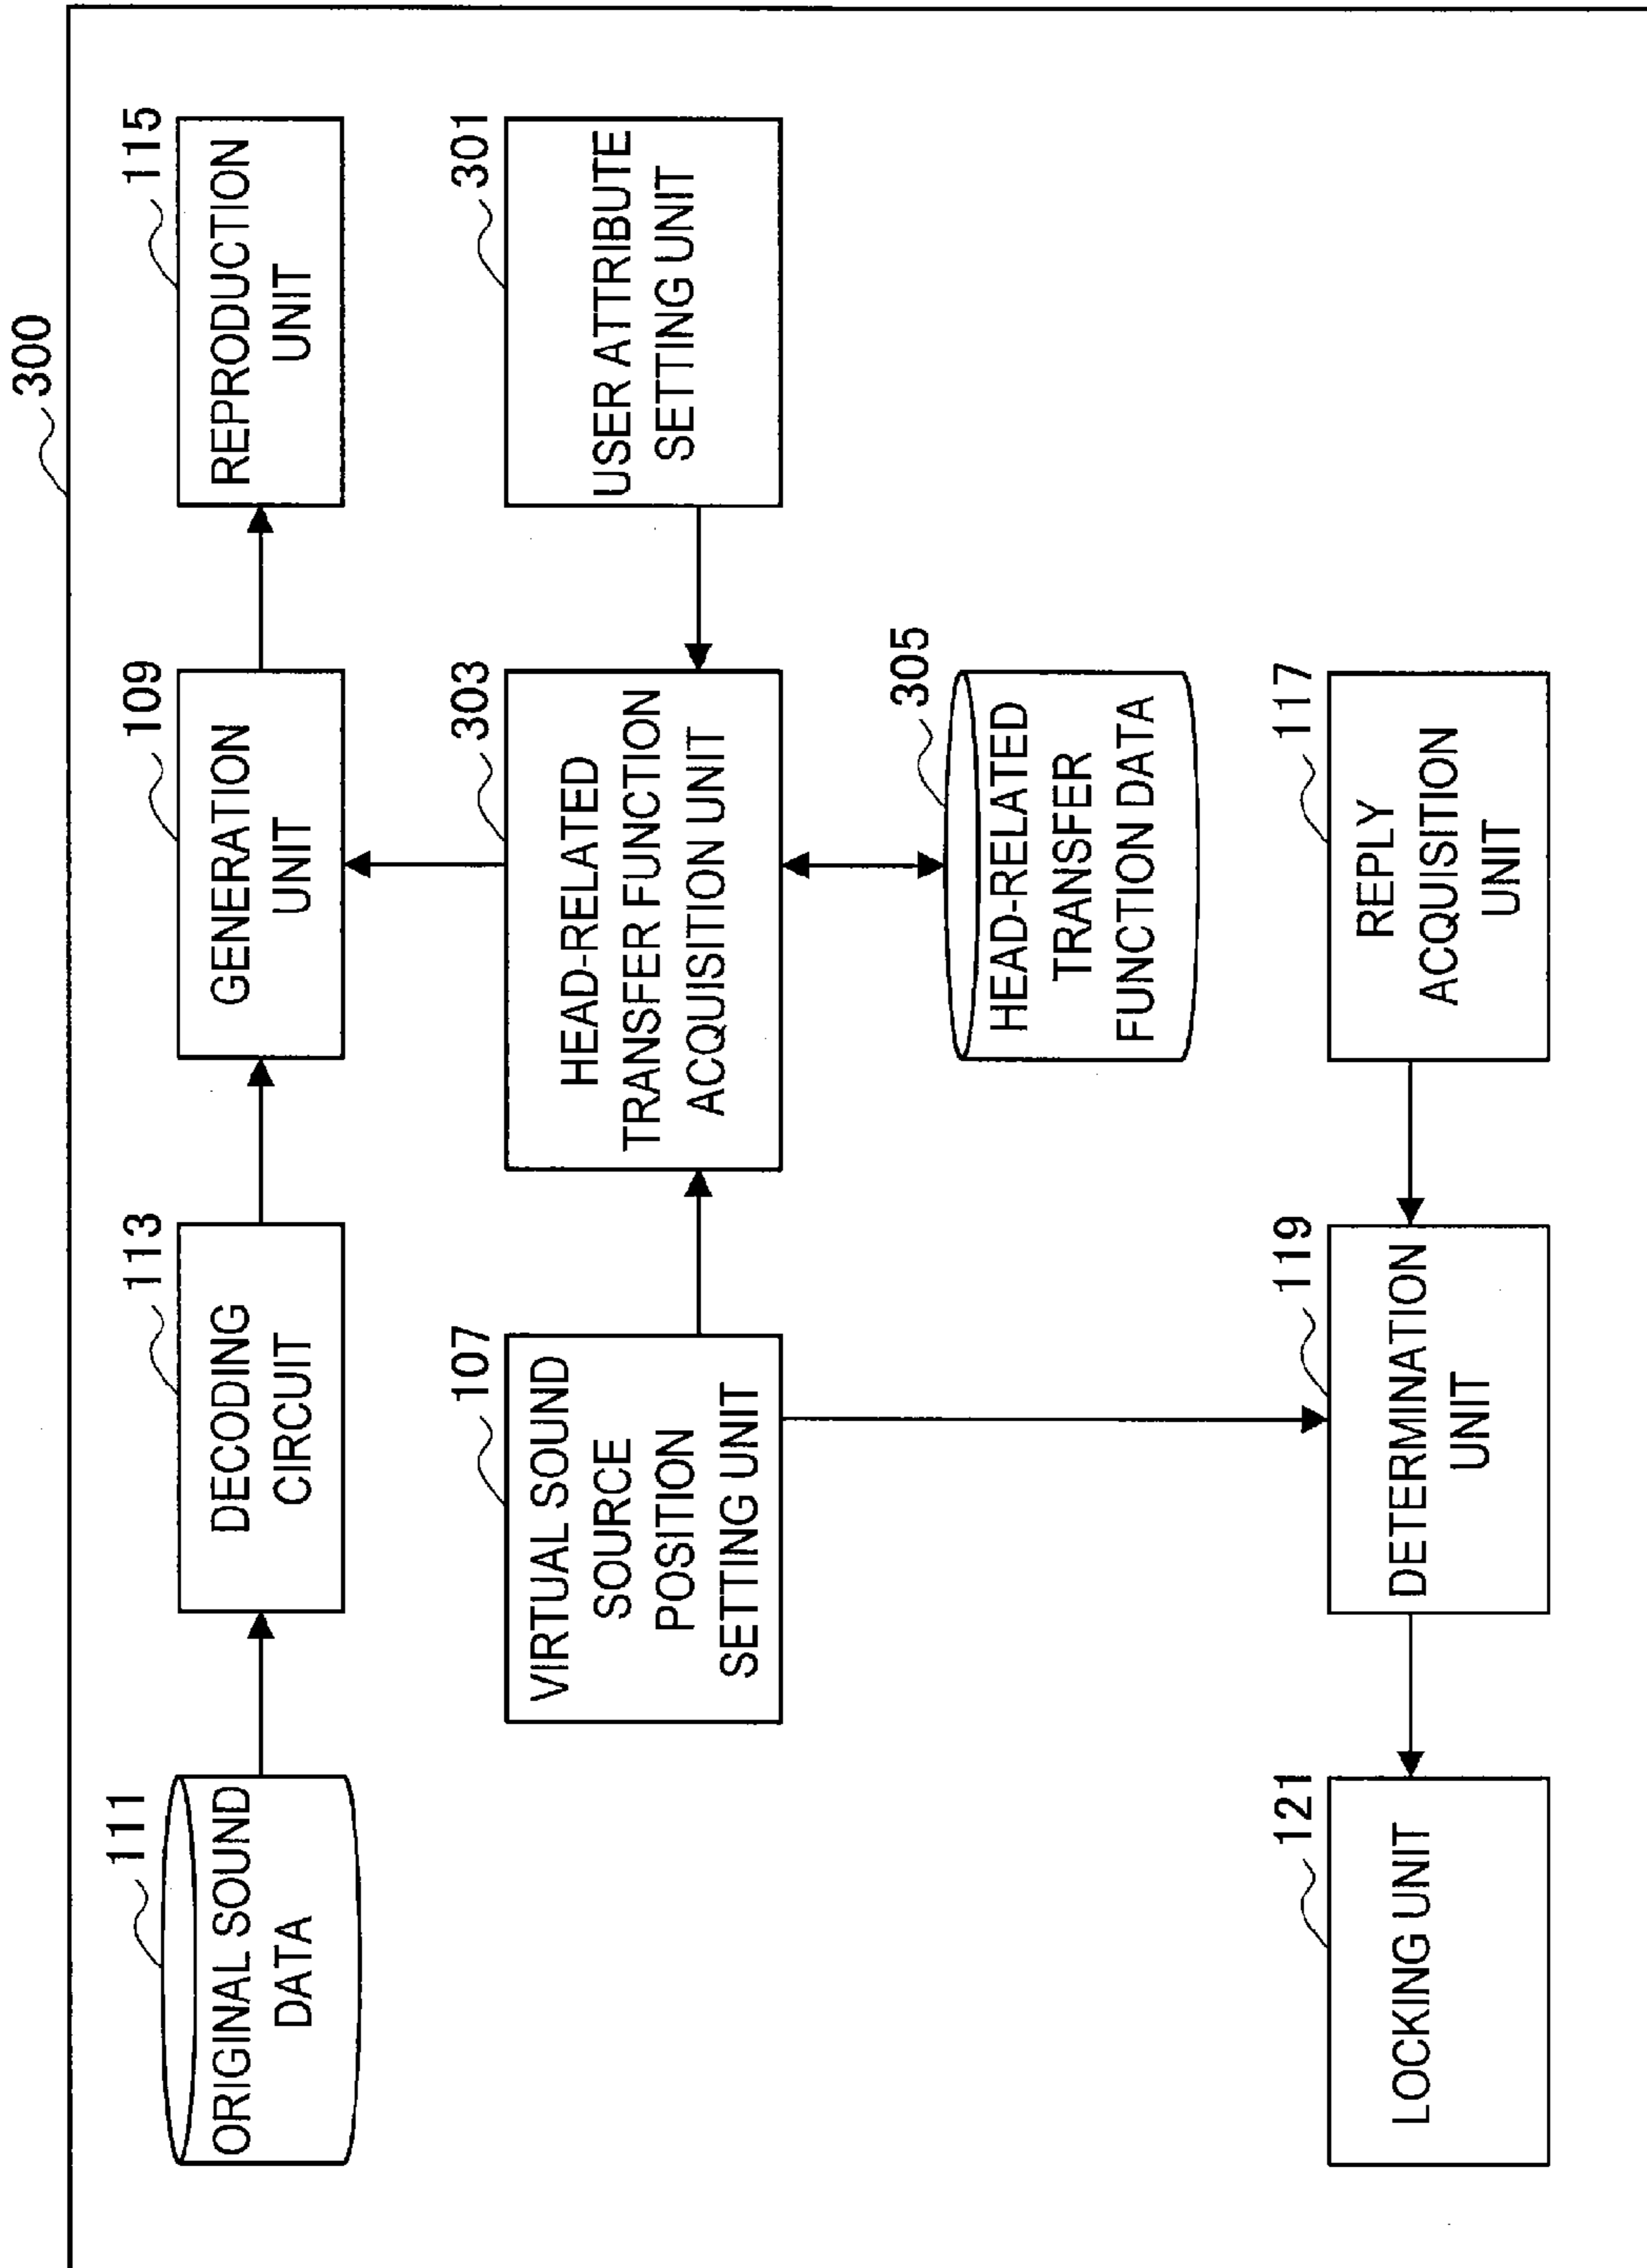 300
111
ORIGINAL SOUND
DATA
113
DECODING
CIRCUIT
109
GENERATION
UNIT
115
REPRODUCTION
UNIT
107
VIRTUAL SOUND
SOURCE
POSITION
SETTING UNIT
303
HEAD-RELATED
TRANSFER FUNCTION
ACQUISITION UNIT
301
USER ATTRIBUTE
SETTING UNIT
305
HEAD-RELATED
TRANSFER
FUNCTION DATA
121
LOCKING UNIT
119
DETERMINATION
UNIT
117
REPLY
ACQUISITION
UNIT